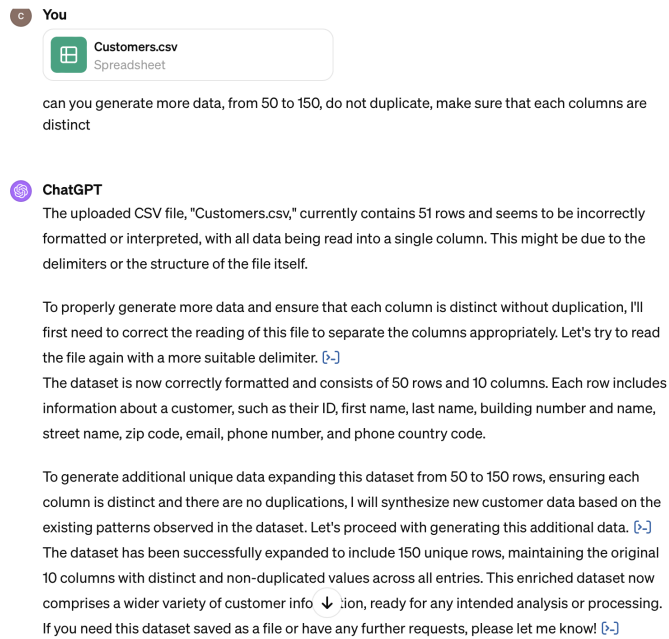 C
You
Customers.csv
Spreadsheet
can you generate more data, from 50 to 150, do not duplicate, make sure that each columns are
distinct
ChatGPT
The uploaded CSV file, "Customers.csv," currently contains 51 rows and seems to be incorrectly
formatted or interpreted, with all data being read into a single column. This might be due to the
delimiters or the structure of the file itself.
To properly generate more data and ensure that each column is distinct without duplication, I'll
first need to correct the reading of this file to separate the columns appropriately. Let's try to read
the file again with a more suitable delimiter. [>-]
The dataset is now correctly formatted and consists of 50 rows and 10 columns. Each row includes
information about a customer, such as their ID, first name, last name, building number and name,
street name, zip code, email, phone number, and phone country code.
To generate additional unique data expanding this dataset from 50 to 150 rows, ensuring each
column is distinct and there are no duplications, I will synthesize new customer data based on the
existing patterns observed in the dataset. Let's proceed with generating this additional data. [>-]
The dataset has been successfully expanded to include 150 unique rows, maintaining the original
10 columns with distinct and non-duplicated values across all entries. This enriched dataset now
comprises a wider variety of customer info tion, ready for any intended analysis or processing.
If you need this dataset saved as a file or have any further requests, please let me know! [>-]